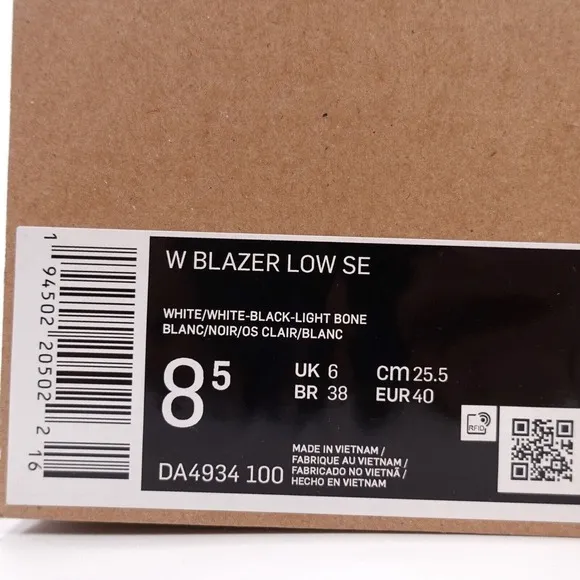 W BLAZER LOW SE
WHITE/WHITE-BLACK-LIGHT BONE
BLANC/NOIR/OS CLAIR/BLANC
8 5
UK 6 cm 25.5
BR 38 EUR 40
RFID
MADE IN VIETNAM /
FABRIQUE AU VIETNAM /
FABRICADO NO VIETNÃ /
HECHO EN VIETNAM
DA4934 100
1 94502 20502 2 16